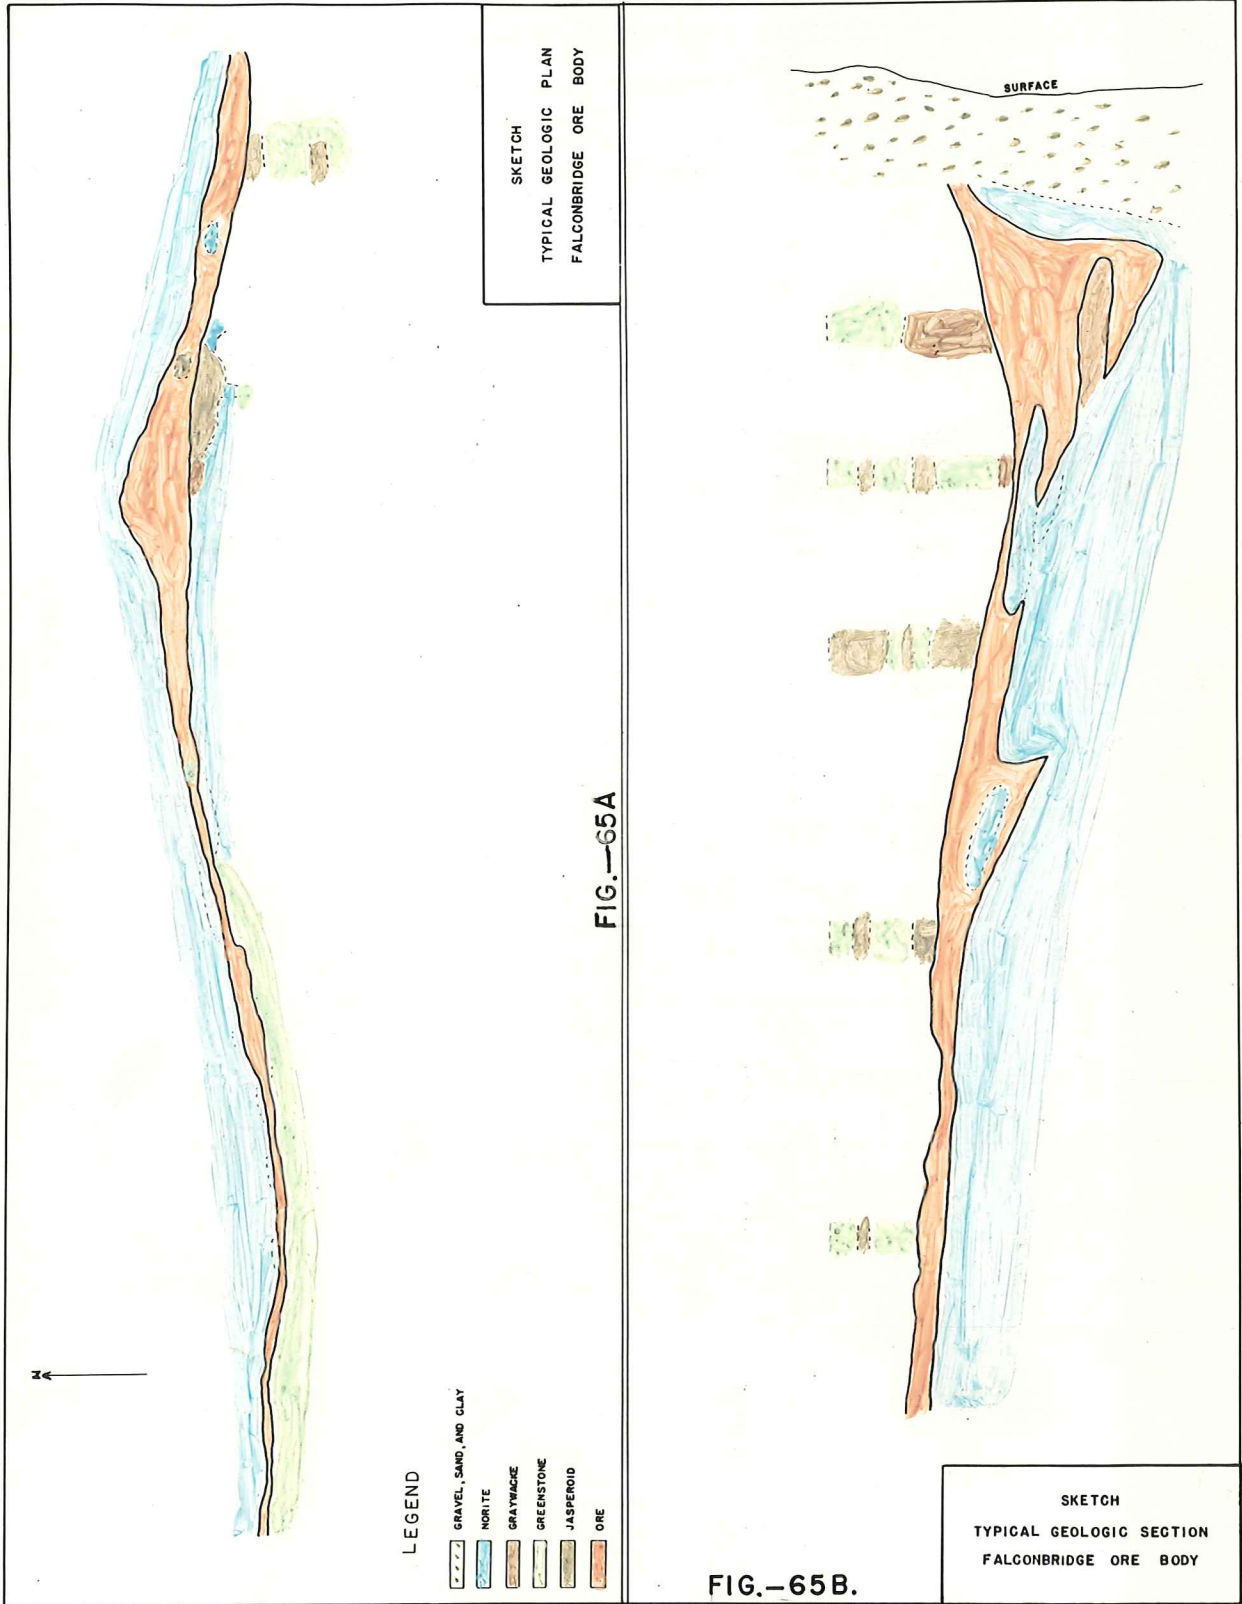 SKETCH
TYPICAL GEOLOGIC PLAN
FALCONBRIDGE ORE BODY
FIG.—65A
LEGEND
GRAVEL, SAND, AND CLAY
NORITE
GRAYWACKE
GREENSTONE
JASPEROID
ORE
SURFACE
FIG.—65B.
SKETCH
TYPICAL GEOLOGIC SECTION
FALCONBRIDGE ORE BODY